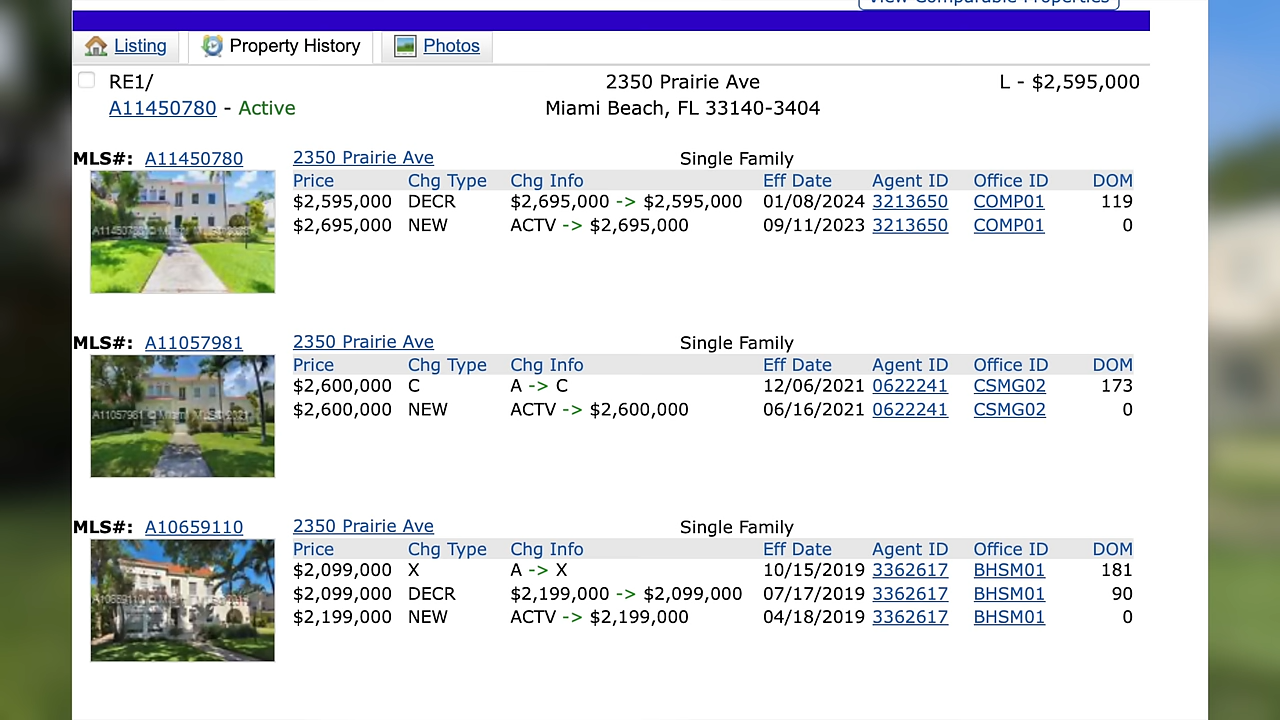 View Comparable Properties
Listing Property History Photos
RE1/ 2350 Prairie Ave L - $2,595,000
A11450780 - Active Miami Beach, FL 33140-3404
MLS#: A11450780 2350 Prairie Ave Single Family
Price Chg Type Chg Info Eff Date Agent ID Office ID DOM
$2,595,000 DECR $2,695,000 -> $2,595,000 01/08/2024 3213650 COMP01 119
$2,695,000 NEW ACTV -> $2,695,000 09/11/2023 3213650 COMP01 0
MLS#: A11057981 2350 Prairie Ave Single Family
Price Chg Type Chg Info Eff Date Agent ID Office ID DOM
$2,600,000 C A -> C 12/06/2021 0622241 CSMG02 173
$2,600,000 NEW ACTV -> $2,600,000 06/16/2021 0622241 CSMG02 0
A11057981 © Miami MLS 2021
MLS#: A10659110 2350 Prairie Ave Single Family
Price Chg Type Chg Info Eff Date Agent ID Office ID DOM
$2,099,000 X A -> X 10/15/2019 3362617 BHSM01 181
$2,099,000 DECR $2,199,000 -> $2,099,000 07/17/2019 3362617 BHSM01 90
$2,199,000 NEW ACTV -> $2,199,000 04/18/2019 3362617 BHSM01 0